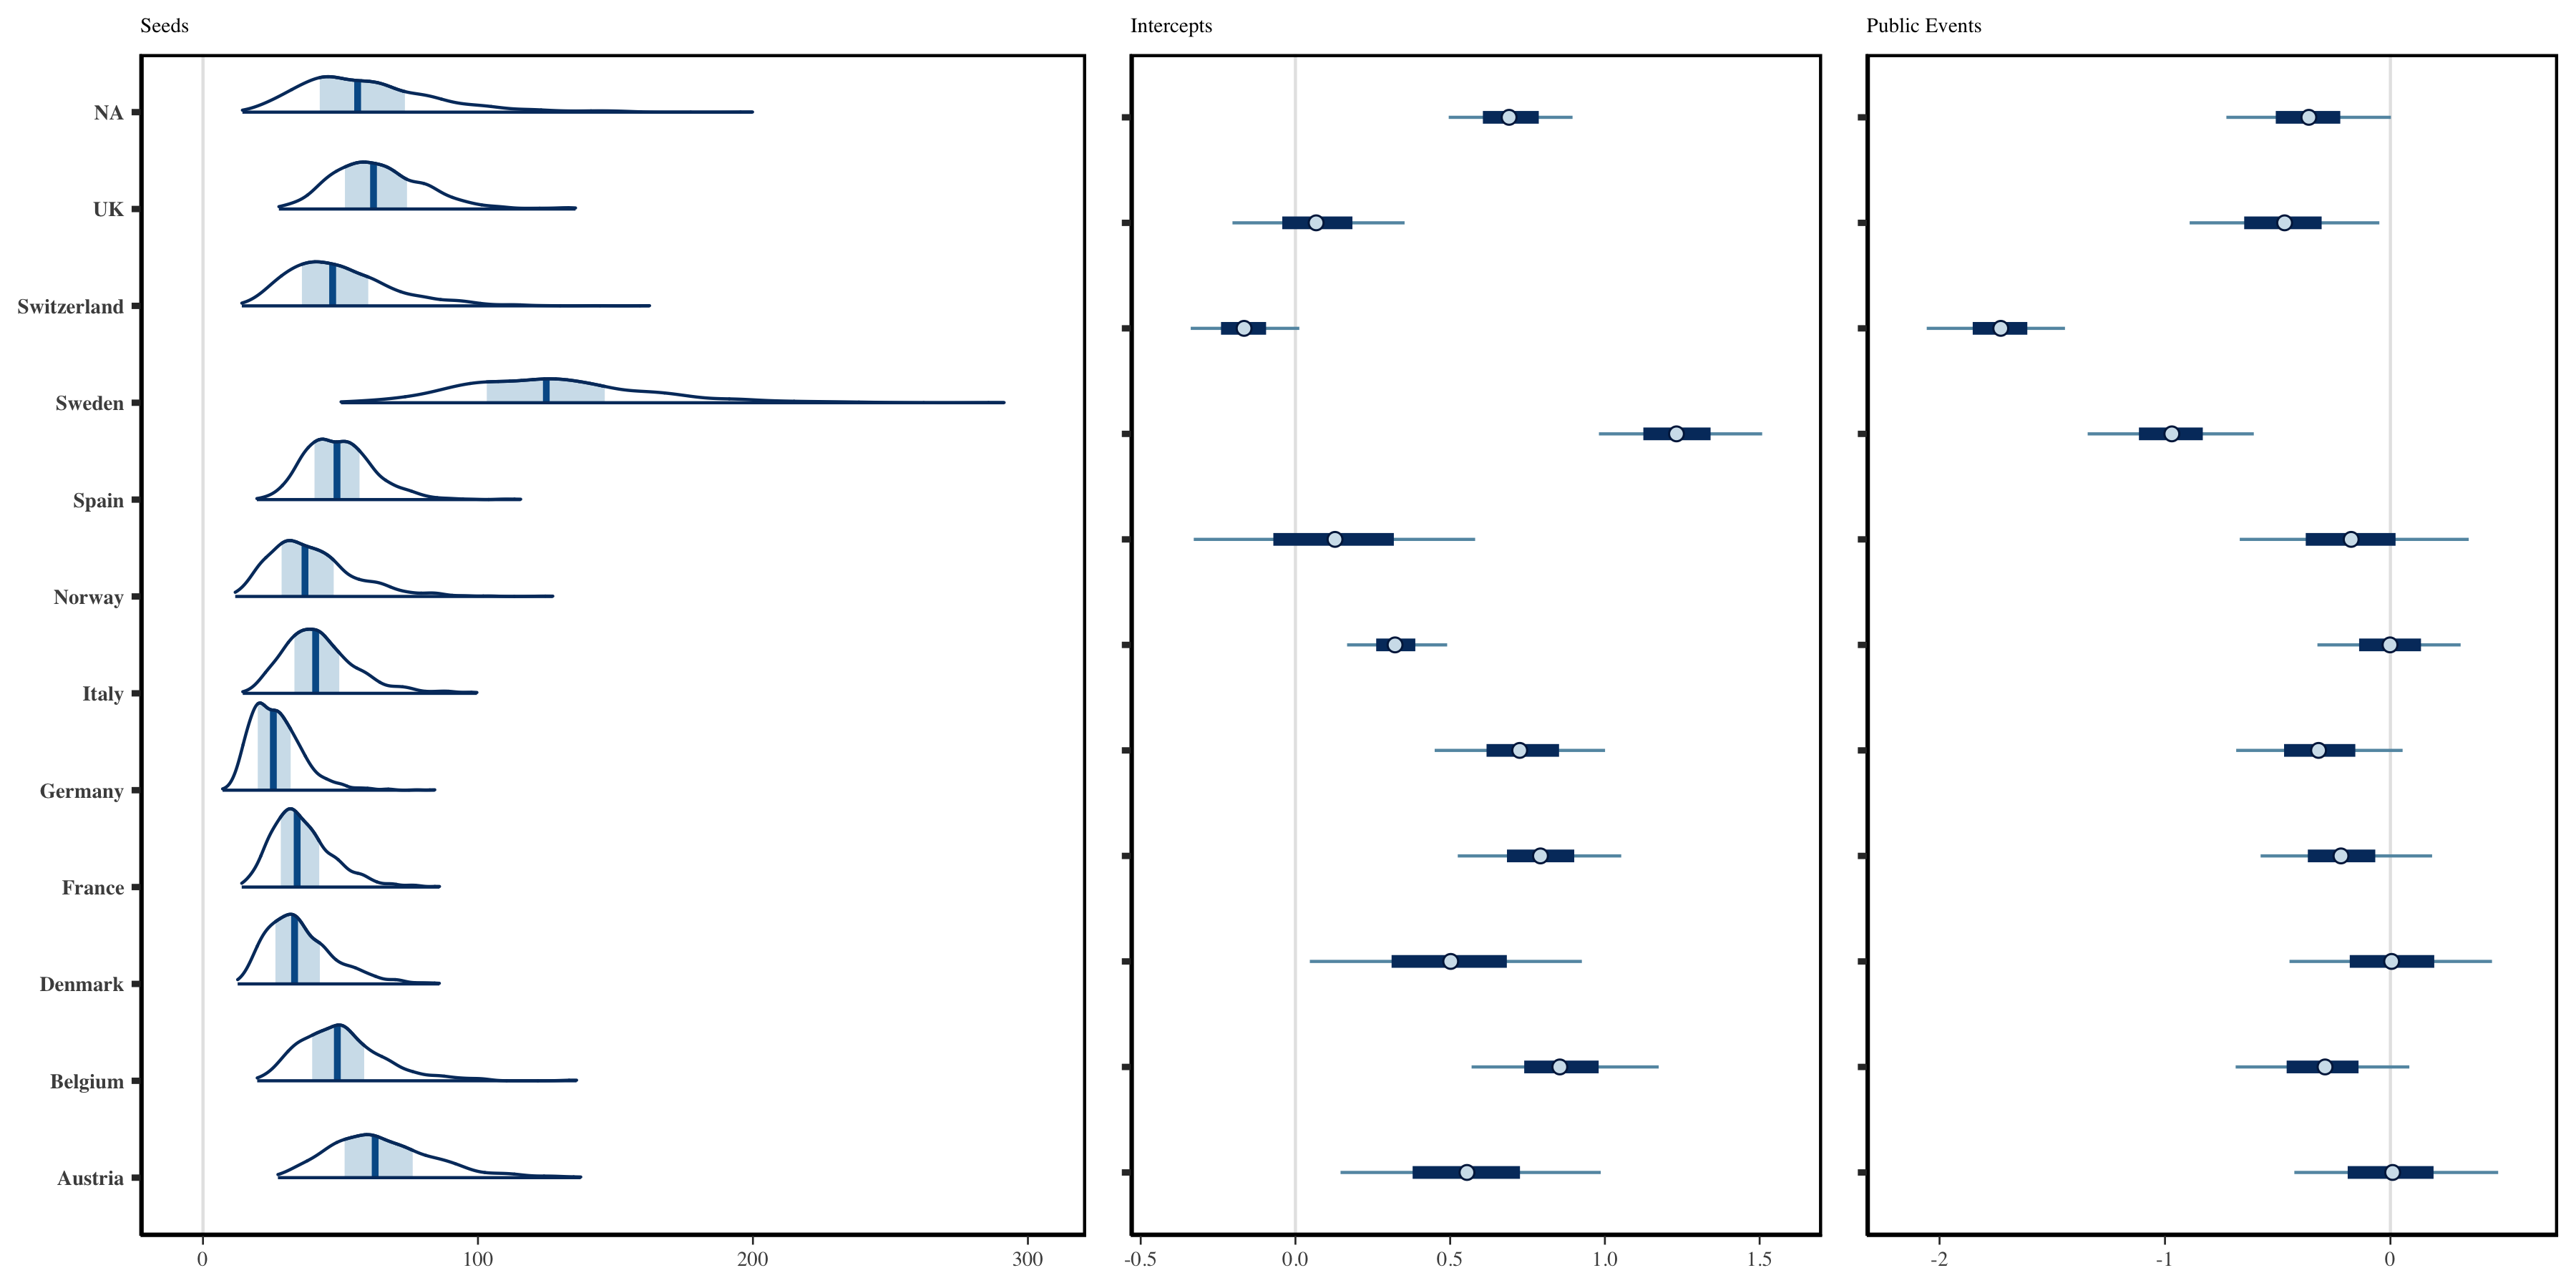 Seeds
Intercepts
Public Events
NA
UK
Switzerland
Sweden
Spain
Norway
Italy
Germany
France
Denmark
Belgium
Austria
0 100 200 300
-0.5 0.0 0.5 1.0 1.5
-2 -1 0